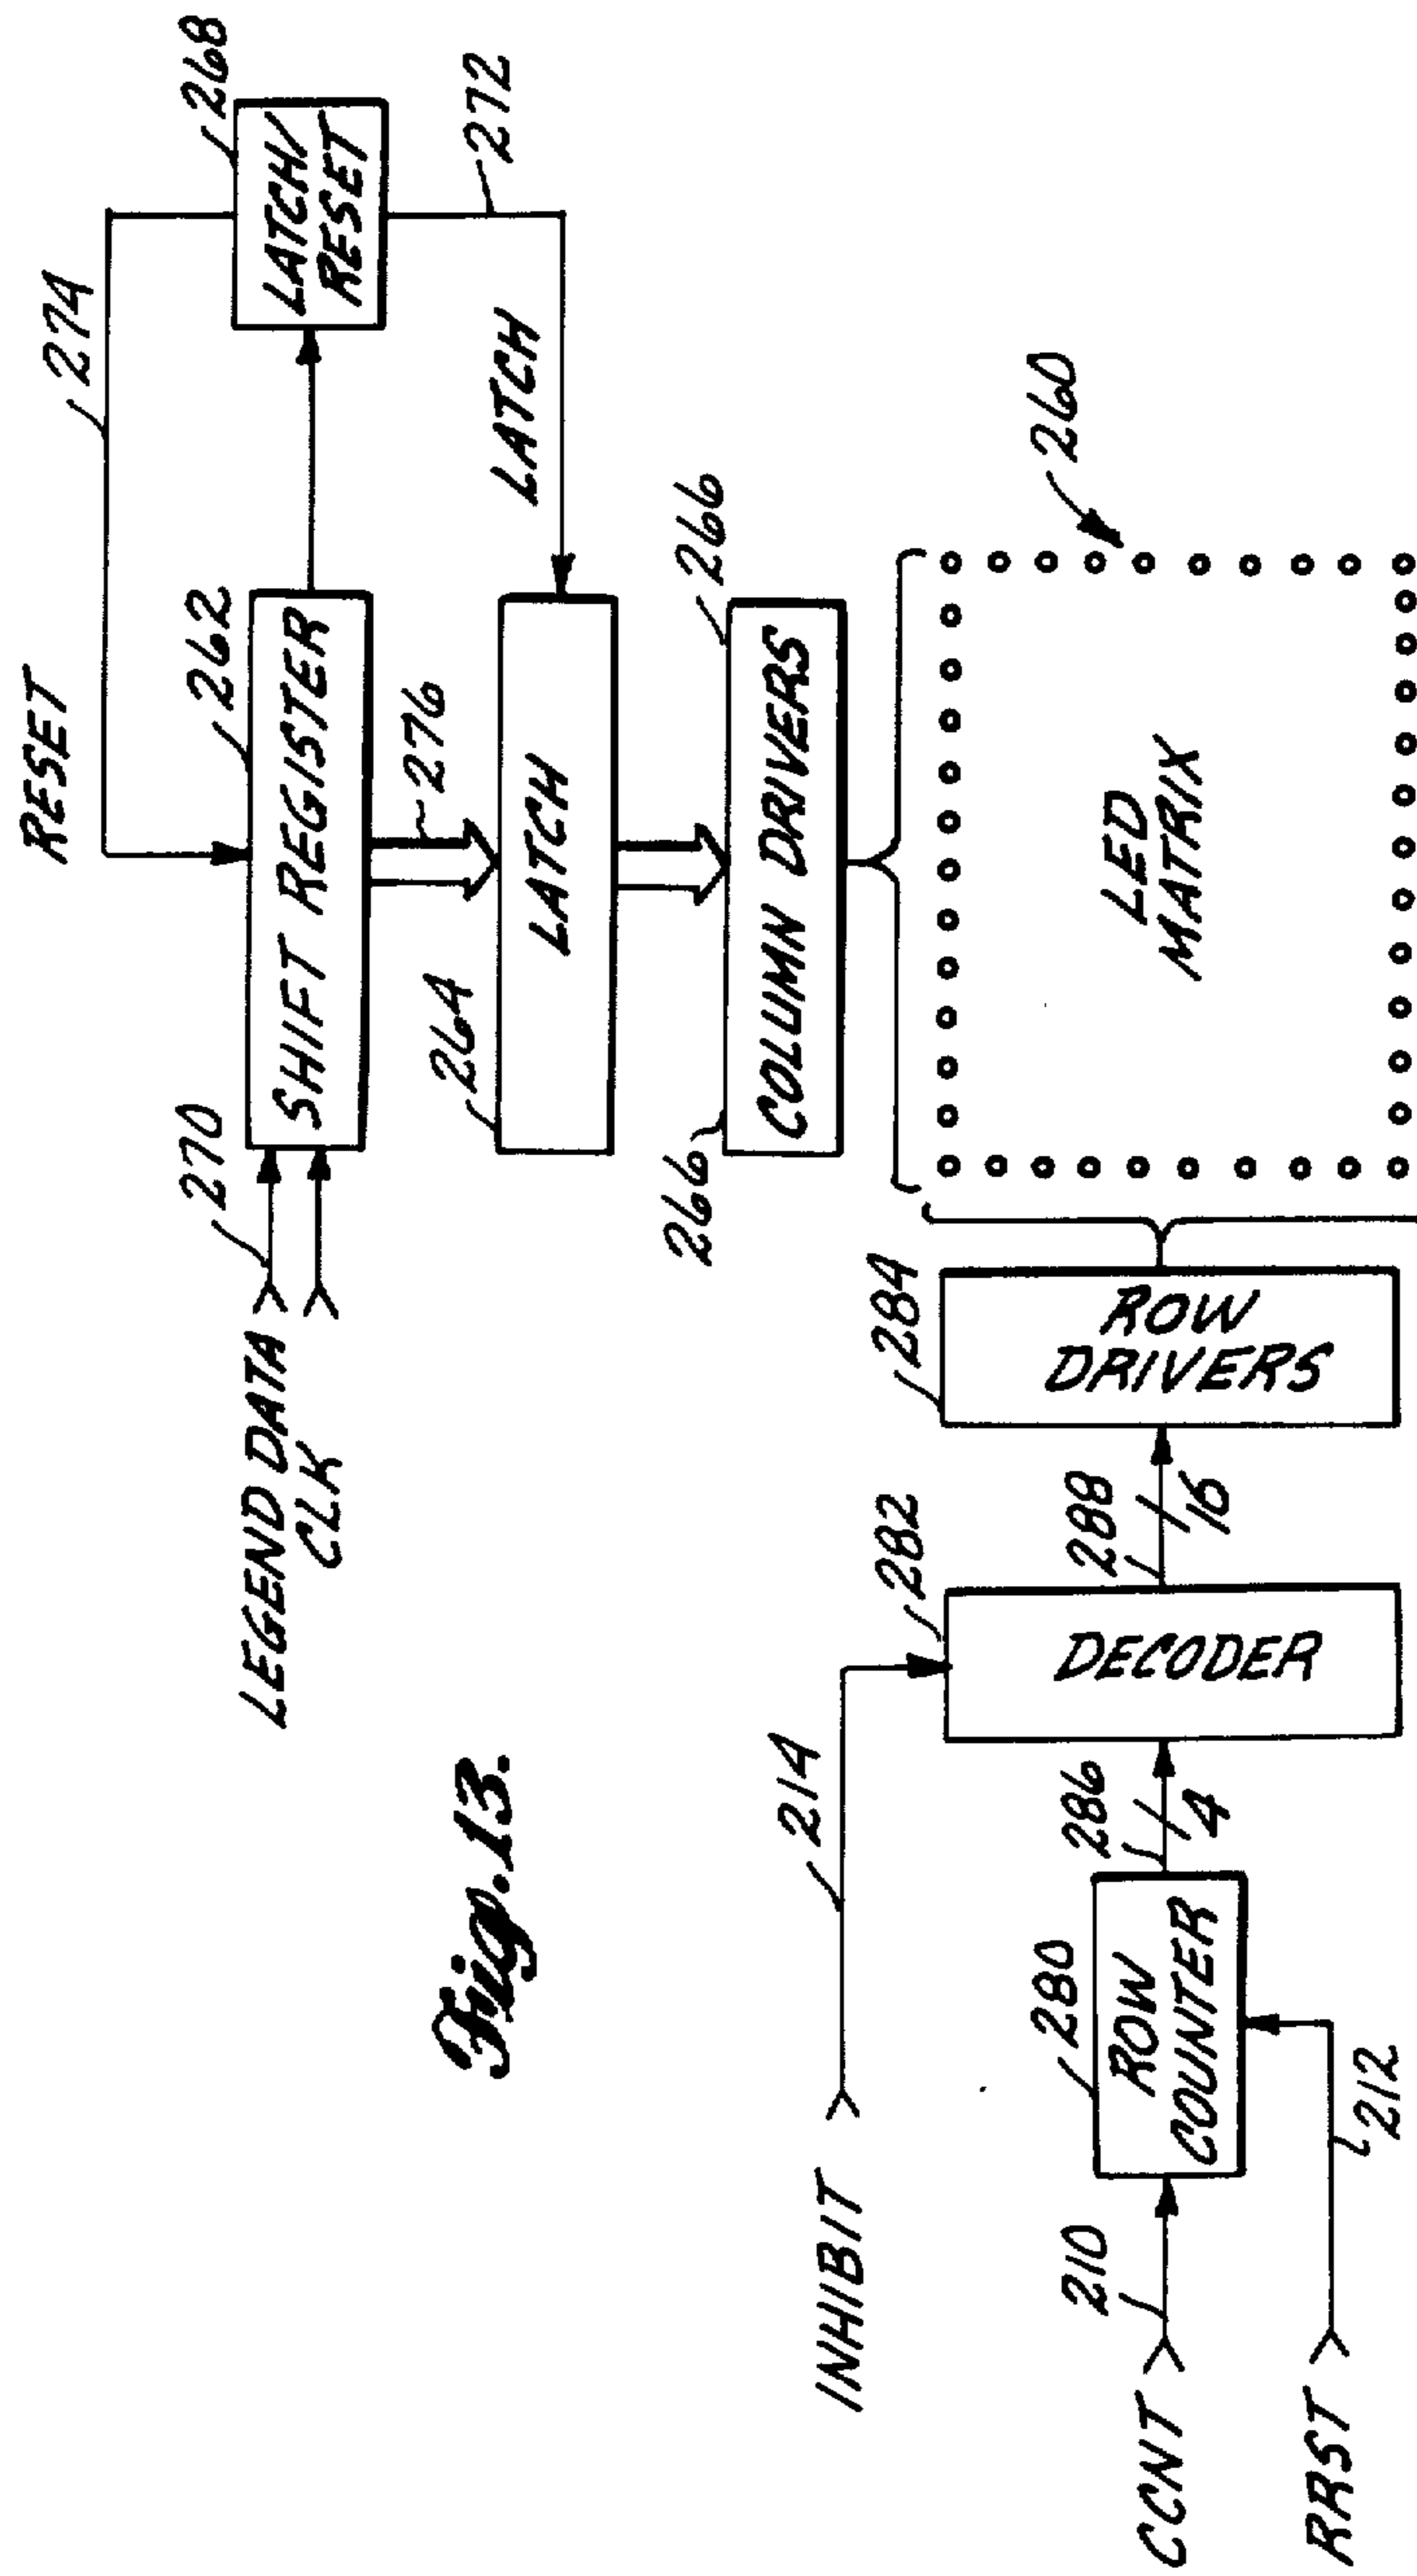 RESET
274
268
LATCH/
RESET
262
SHIFT REGISTER
270
LEGEND DATA
CLK
272
LATCH
276
264
LATCH
266
266
COLUMN DRIVERS
260
LED
MATRIX
Fig. 13.
INHIBIT
214
282
DECODER
284
ROW
DRIVERS
288
16
286
4
280
ROW
COUNTER
CCNT
210
RRST
212